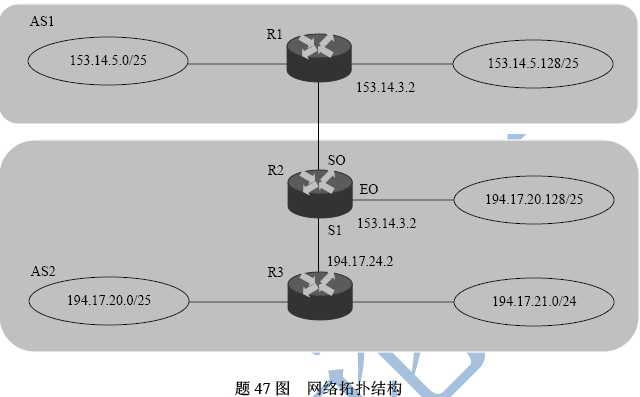 AS1
R1
153.14.5.0/25
153.14.5.128/25
153.14.3.2
R2
SO
EO
194.17.20.128/25
153.14.3.2
S1
194.17.24.2
AS2
R3
194.17.20.0/25
194.17.21.0/24
题 47 图 网络拓扑结构